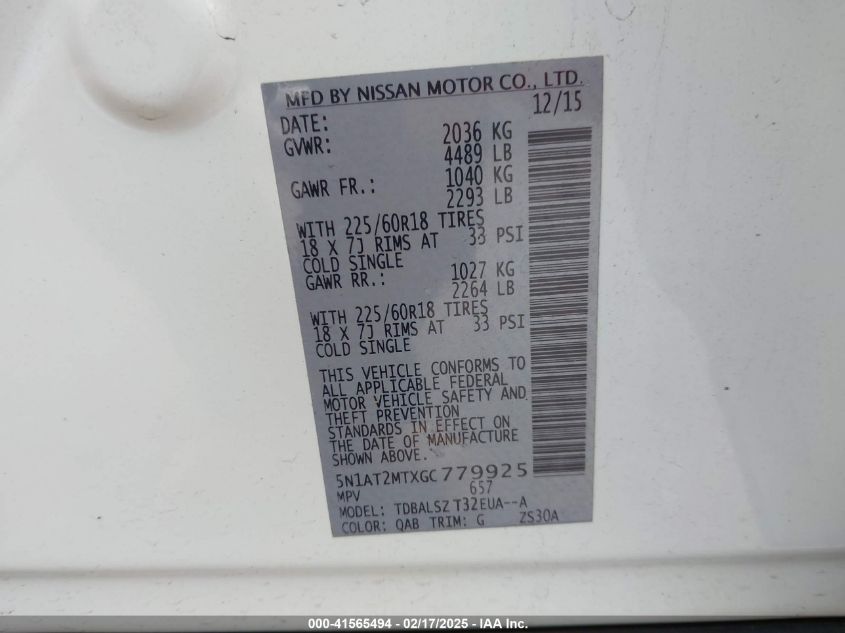 MFD BY NISSAN MOTOR CO., LTD.
DATE: 12/15
GVWR: 2036 KG
4489 LB
GAWR FR.: 1040 KG
2293 LB
WITH 225/60R18 TIRES
18 X 7J RIMS AT 33 PSI
COLD SINGLE
GAWR RR.: 1027 KG
2264 LB
WITH 225/60R18 TIRES
18 X 7J RIMS AT 33 PSI
COLD SINGLE
THIS VEHICLE CONFORMS TO
ALL APPLICABLE FEDERAL
MOTOR VEHICLE SAFETY AND
THEFT PREVENTION
STANDARDS IN EFFECT ON
THE DATE OF MANUFACTURE
SHOWN ABOVE.
5N1AT2MTXGC779925
MPV 657
MODEL: TDBALSZ T32EUA--A
COLOR: QAB TRIM: G ZS30A
000-41565494 - 02/17/2025 - IAA Inc.